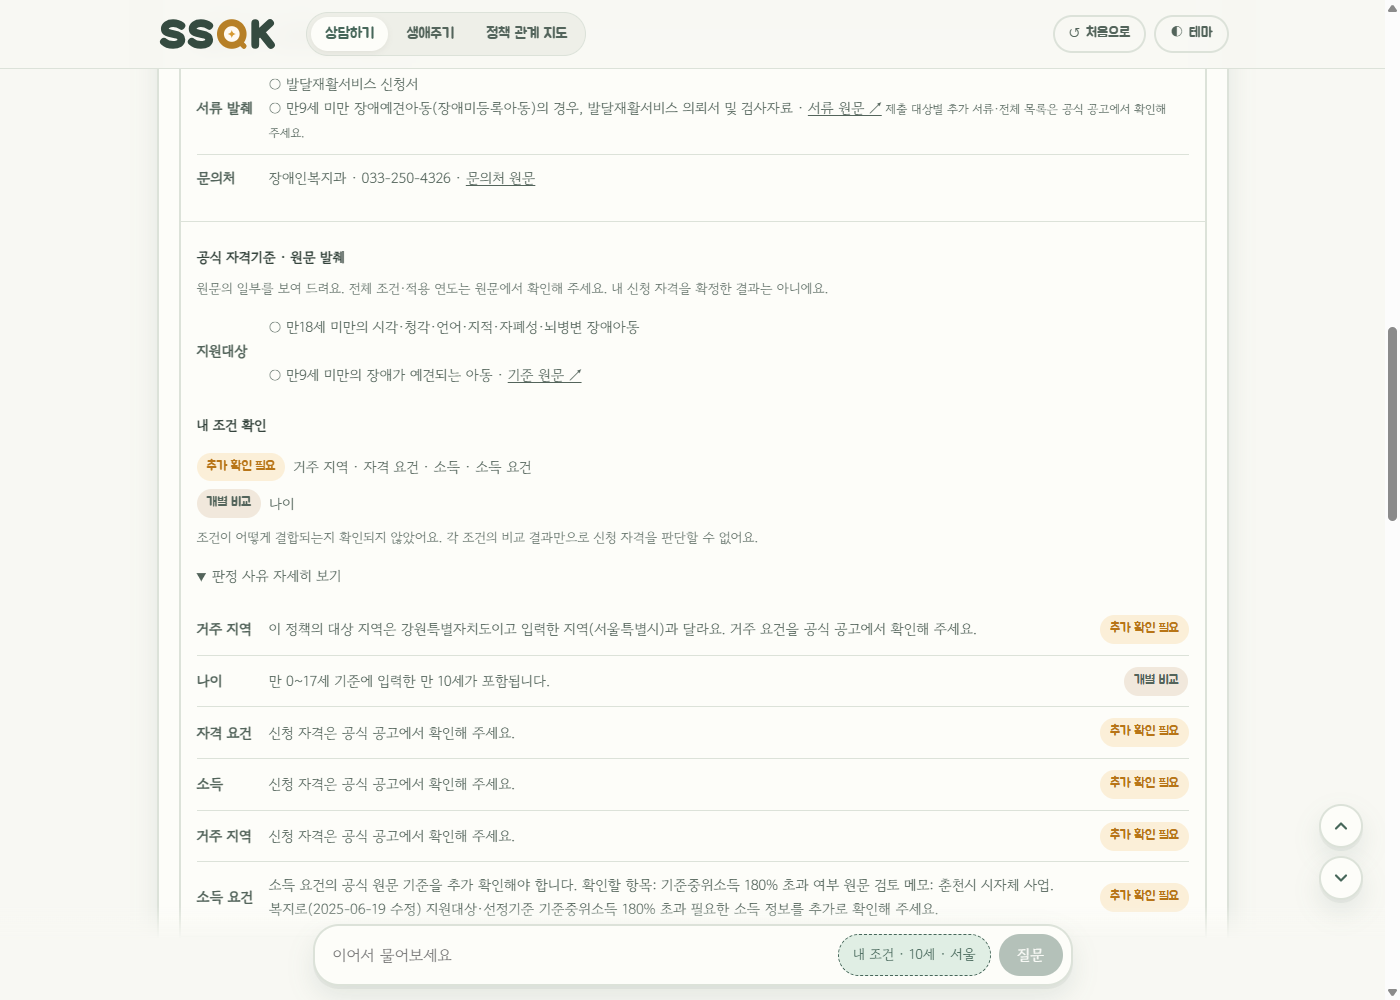 SSQK
상담하기 생애주기 정책 관계 지도
↺ 처음으로 ◐ 테마
○ 발달재활서비스 신청서
서류 발췌 ○ 만9세 미만 장애예견아동(장애미등록아동)의 경우, 발달재활서비스 의뢰서 및 검사자료 · 서류 원문 ↗ 제출 대상별 추가 서류·전체 목록은 공식 공고에서 확인해
주세요.
문의처 장애인복지과 · 033-250-4326 · 문의처 원문
공식 자격기준 · 원문 발췌
원문의 일부를 보여 드려요. 전체 조건·적용 연도는 원문에서 확인해 주세요. 내 신청 자격을 확정한 결과는 아니에요.
○ 만18세 미만의 시각·청각·언어·지적·자폐성·뇌병변 장애아동
지원대상
○ 만9세 미만의 장애가 예견되는 아동 · 기준 원문 ↗
내 조건 확인
추가 확인 필요 거주 지역 · 자격 요건 · 소득 · 소득 요건
개별 비교 나이
조건이 어떻게 결합되는지 확인되지 않았어요. 각 조건의 비교 결과만으로 신청 자격을 판단할 수 없어요.
▼ 판정 사유 자세히 보기
거주 지역 이 정책의 대상 지역은 강원특별자치도이고 입력한 지역(서울특별시)과 달라요. 거주 요건을 공식 공고에서 확인해 주세요. 추가 확인 필요
나이 만 0~17세 기준에 입력한 만 10세가 포함됩니다. 개별 비교
자격 요건 신청 자격은 공식 공고에서 확인해 주세요. 추가 확인 필요
소득 신청 자격은 공식 공고에서 확인해 주세요. 추가 확인 필요
거주 지역 신청 자격은 공식 공고에서 확인해 주세요. 추가 확인 필요
소득 요건 소득 요건의 공식 원문 기준을 추가 확인해야 합니다. 확인할 항목: 기준중위소득 180% 초과 여부 원문 검토 메모: 춘천시 시자체 사업. 추가 확인 필요
복지로(2025-06-19 수정) 지원대상·선정기준 기준중위소득 180% 초과 필요한 소득 정보를 추가로 확인해 주세요.
이어서 물어보세요 내 조건 · 10세 · 서울 질문